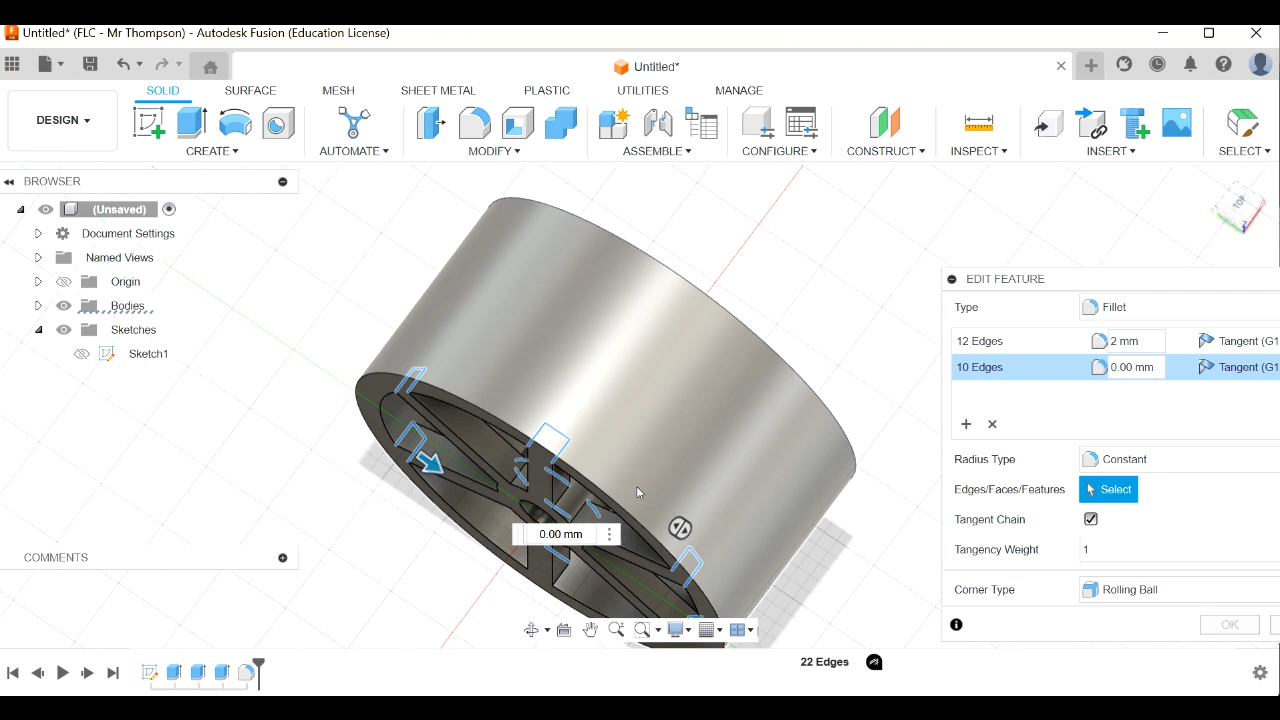 Untitled* (FLC - Mr Thompson) - Autodesk Fusion (Education License)
Untitled*
SOLID SURFACE MESH SHEET METAL PLASTIC UTILITIES MANAGE
DESIGN
CREATE AUTOMATE MODIFY ASSEMBLE CONFIGURE CONSTRUCT INSPECT INSERT SELECT
BROWSER
(Unsaved)
Document Settings
Named Views
Origin
Bodies
Sketches
Sketch1
TOP
EDIT FEATURE
Type Fillet
12 Edges 2 mm Tangent (G1
10 Edges 0.00 mm Tangent (G1
Radius Type Constant
Edges/Faces/Features Select
Tangent Chain
Tangency Weight 1
Corner Type Rolling Ball
OK
0.00 mm
COMMENTS
22 Edges